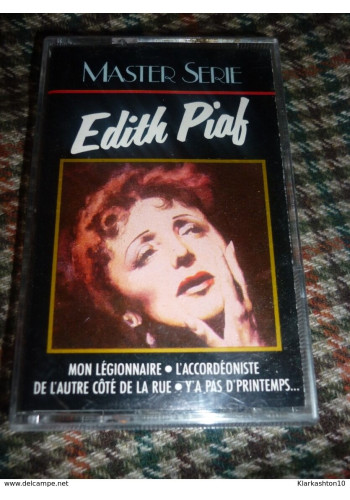 MASTER SERIE
Edith Piaf
MON LÉGIONNAIRE • L'ACCORDÉONISTE
DE L'AUTRE CÔTÉ DE LA RUE • Y'A PAS D'PRINTEMPS...
delcampe.net
Klarkashton10